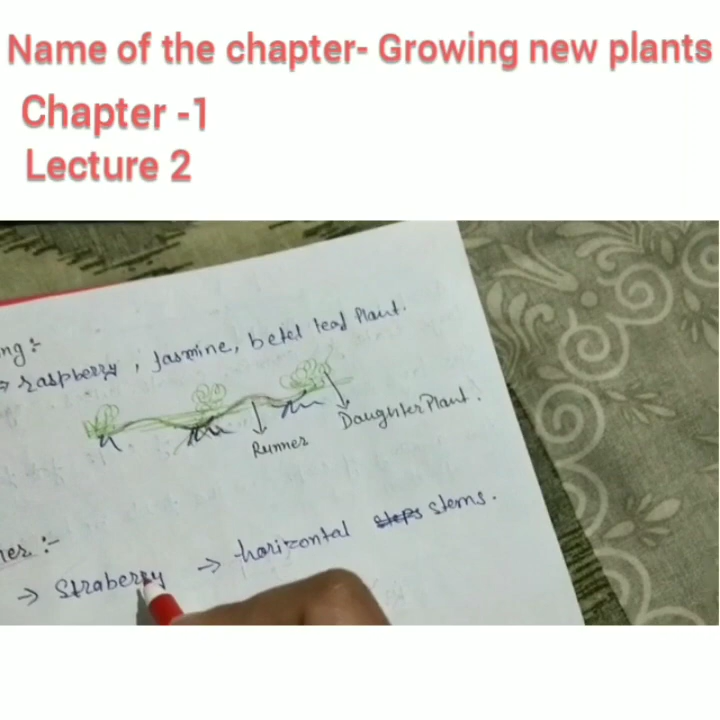 Name of the chapter- Growing new plants
Chapter -1
Lecture 2
ng :-
→ raspberry, Jasmine, betel leaf Plant.
Runner
Daughter Plant.
ner :-
→ Straberry → horizontal steps stems.